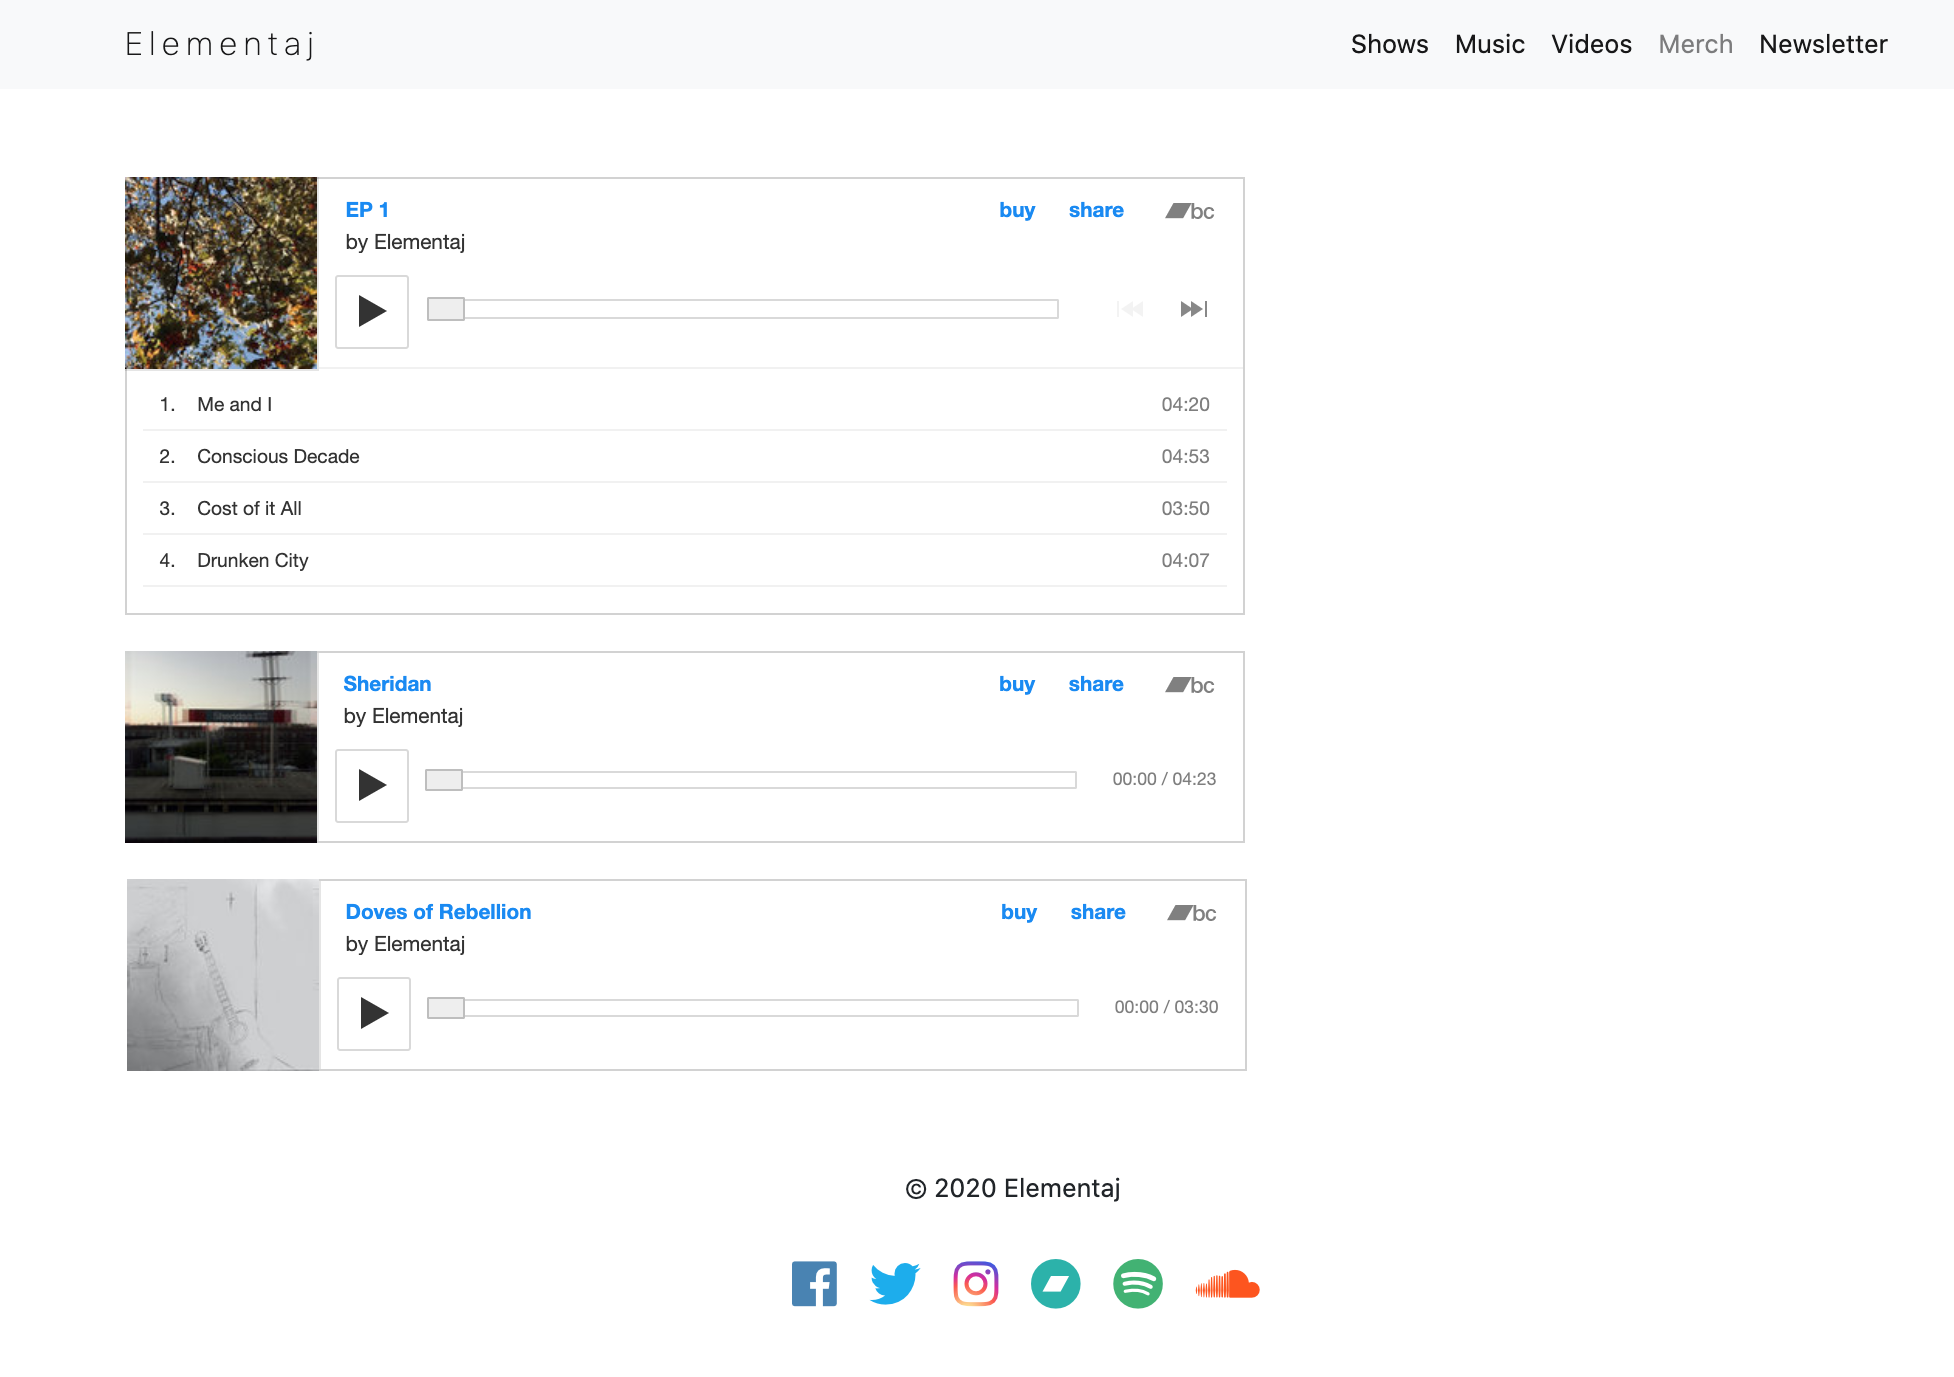 Elementaj
Shows Music Videos Merch Newsletter
EP 1
buy share bc
by Elementaj
1. Me and I 04:20
2. Conscious Decade 04:53
3. Cost of it All 03:50
4. Drunken City 04:07
Sheridan
buy share bc
by Elementaj
Sheridan
00:00 / 04:23
Doves of Rebellion
buy share bc
by Elementaj
00:00 / 03:30
© 2020 Elementaj